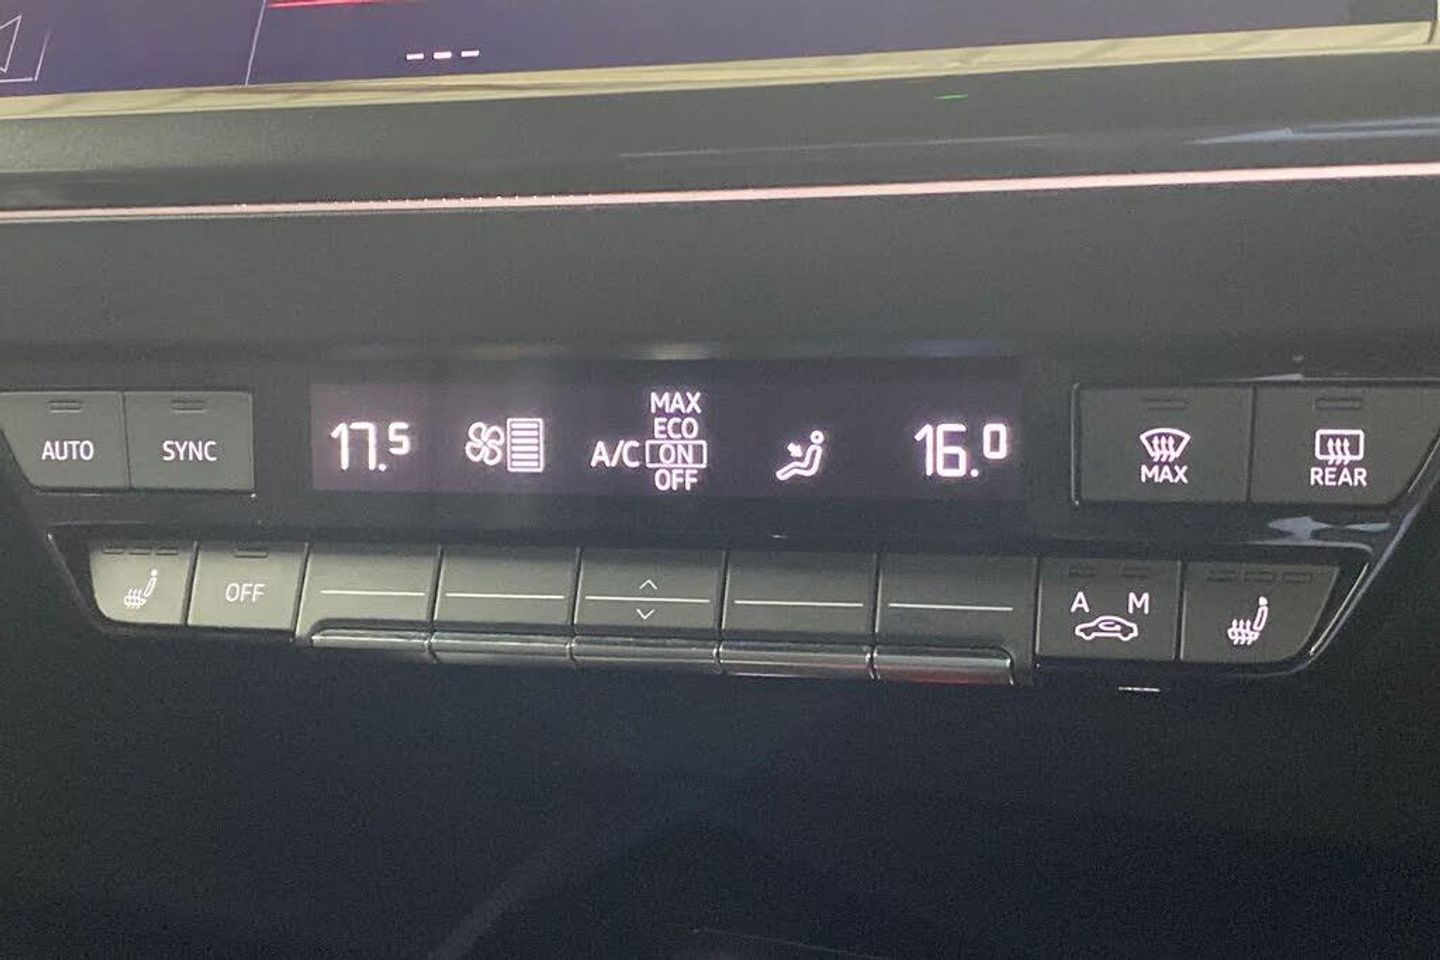 AUTO
SYNC
17.5
A/C
MAX
ECO
ON
OFF
16.0
MAX
REAR
OFF
A M